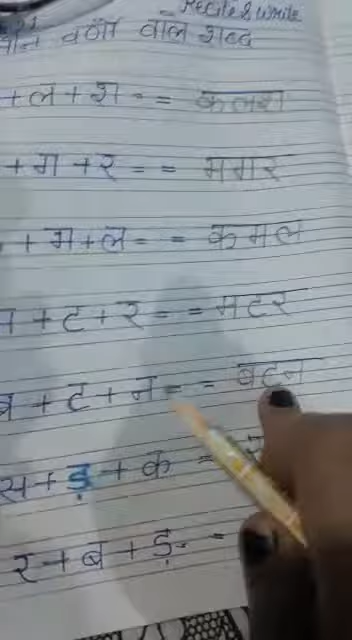 Recite & Write
तीन वर्णों वाले शब्द
+ ल + श = = कलश
+ ग + र = = मगर
+ म + ल = = कमल
+ ट + र = = मटर
ब + ट + न = = बटन
स + ड़ + क =
र + ब + ड़ =